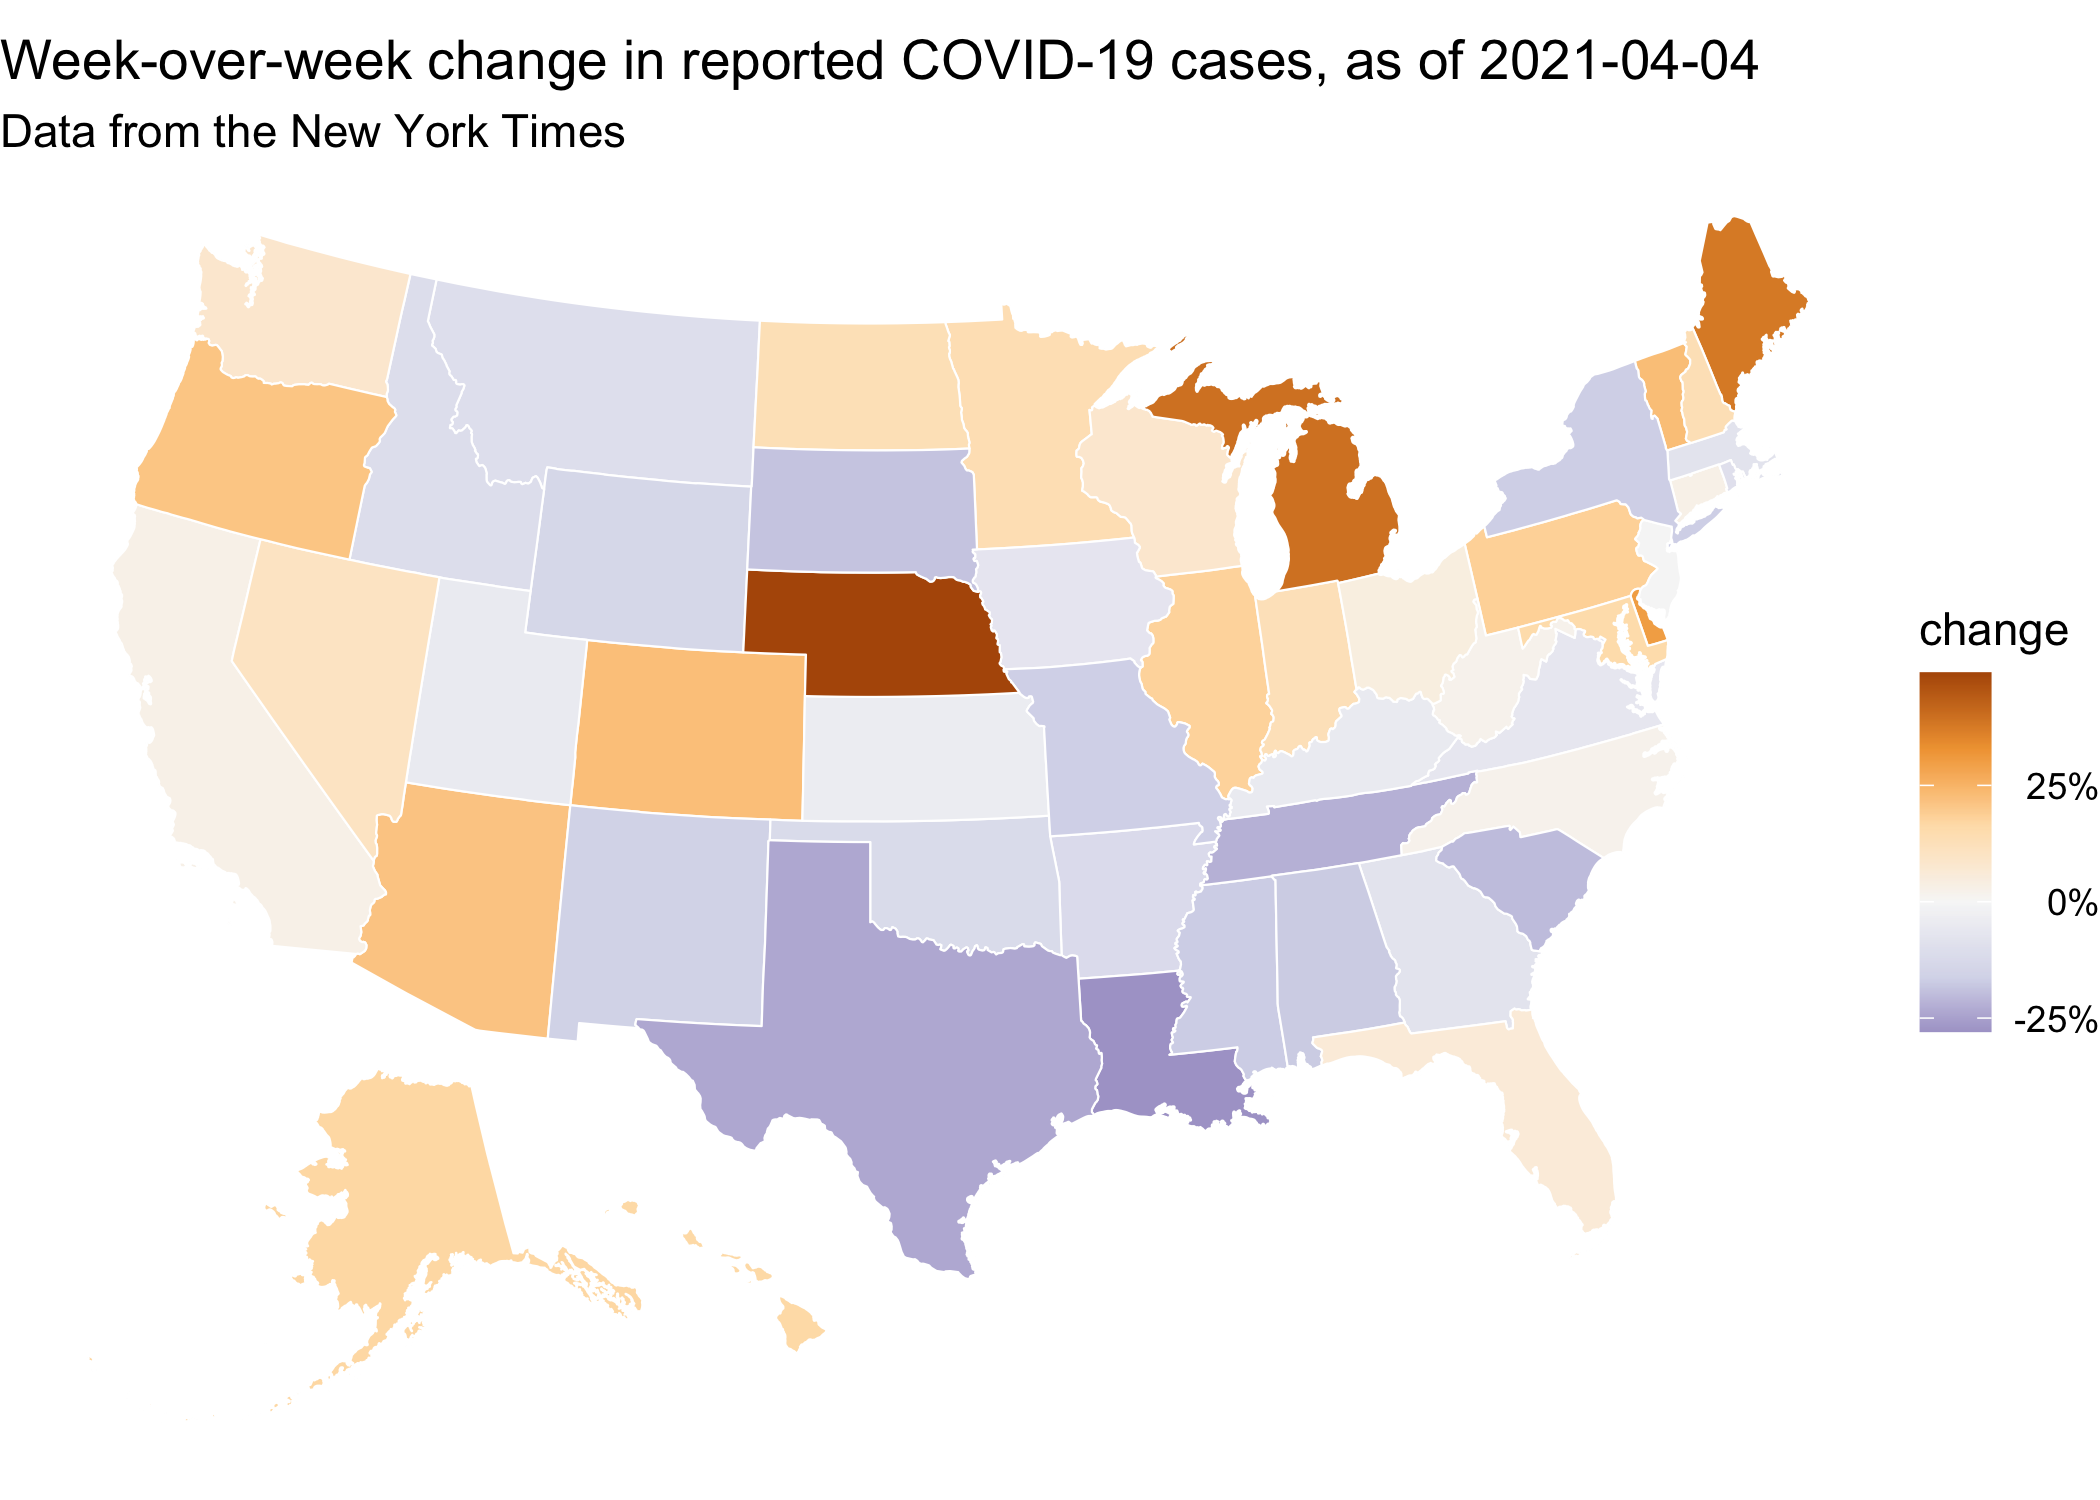 Week-over-week change in reported COVID-19 cases, as of 2021-04-04
Data from the New York Times
change
25%
0%
-25%